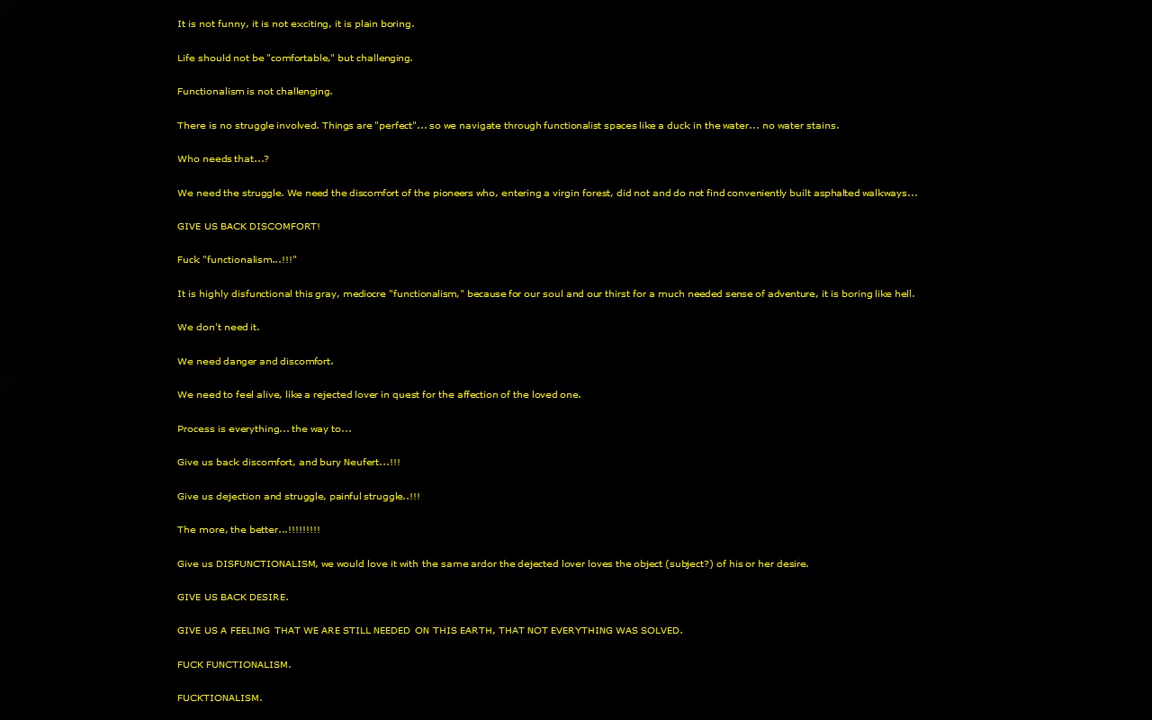 It is not funny, it is not exciting, it is plain boring.
Life should not be "comfortable," but challenging.
Functionalism is not challenging.
There is no struggle involved. Things are "perfect"... so we navigate through functionalist spaces like a duck in the water... no water stains.
Who needs that...?
We need the struggle. We need the discomfort of the pioneers who, entering a virgin forest, did not and do not find conveniently built asphalted walkways...
GIVE US BACK DISCOMFORT!
Fuck "functionalism...!!!"
It is highly disfunctional this gray, mediocre "functionalism," because for our soul and our thirst for a much needed sense of adventure, it is boring like hell.
We don't need it.
We need danger and discomfort.
We need to feel alive, like a rejected lover in quest for the affection of the loved one.
Process is everything... the way to...
Give us back discomfort, and bury Neufert...!!!
Give us dejection and struggle, painful struggle..!!!
The more, the better...!!!!!!!!!
Give us DISFUNCTIONALISM, we would love it with the same ardor the dejected lover loves the object (subject?) of his or her desire.
GIVE US BACK DESIRE.
GIVE US A FEELING THAT WE ARE STILL NEEDED ON THIS EARTH, THAT NOT EVERYTHING WAS SOLVED.
FUCK FUNCTIONALISM.
FUCKTIONALISM.